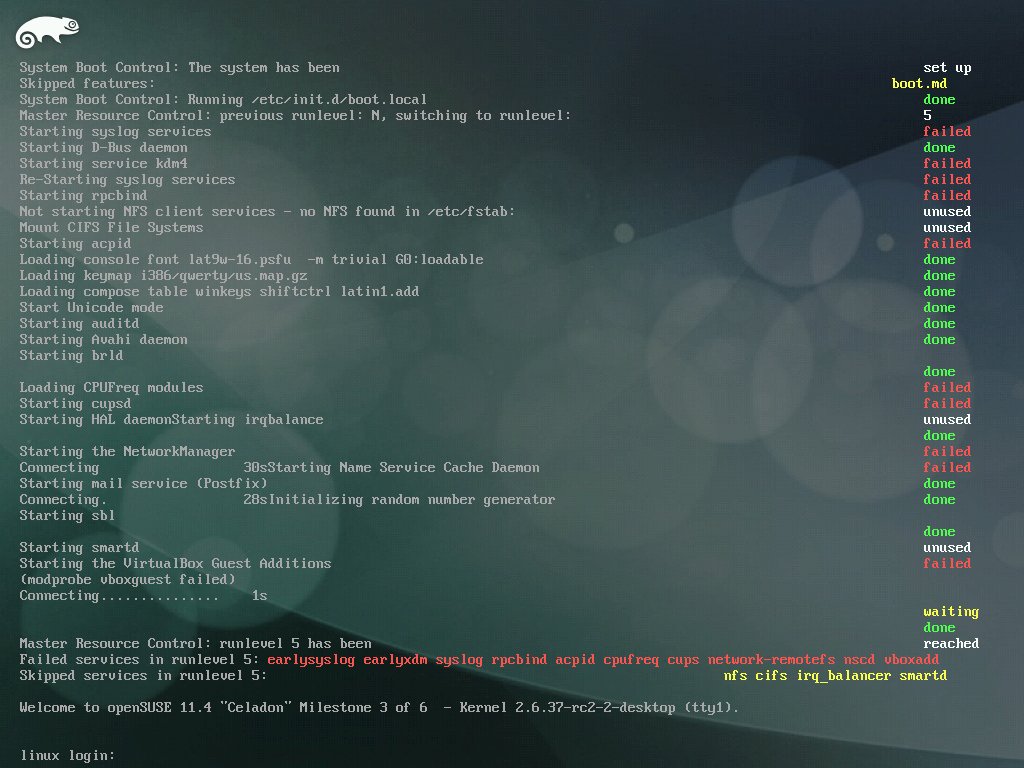 System Boot Control: The system has been set up
Skipped features: boot.md
System Boot Control: Running /etc/init.d/boot.local done
Master Resource Control: previous runlevel: N, switching to runlevel: 5
Starting syslog services failed
Starting D-Bus daemon done
Starting service kdm4 failed
Re-Starting syslog services failed
Starting rpcbind failed
Not starting NFS client services - no NFS found in /etc/fstab: unused
Mount CIFS File Systems unused
Starting acpid failed
Loading console font lat9w-16.psfu  -m trivial G0:loadable done
Loading keymap i386/qwerty/us.map.gz done
Loading compose table winkeys shiftctrl latin1.add done
Start Unicode mode done
Starting auditd done
Starting Avahi daemon done
Starting brld
done
Loading CPUFreq modules failed
Starting cupsd failed
Starting HAL daemonStarting irqbalance unused
done
Starting the NetworkManager failed
Connecting 30sStarting Name Service Cache Daemon failed
Starting mail service (Postfix) done
Connecting. 28sInitializing random number generator done
Starting sbl
done
Starting smartd unused
Starting the VirtualBox Guest Additions failed
(modprobe vboxguest failed)
Connecting............... 1s
waiting
done
Master Resource Control: runlevel 5 has been reached
Failed services in runlevel 5: earlysyslog earlyxdm syslog rpcbind acpid cpufreq cups network-remotefs nscd vboxadd
Skipped services in runlevel 5: nfs cifs irq_balancer smartd
Welcome to openSUSE 11.4 "Celadon" Milestone 3 of 6  - Kernel 2.6.37-rc2-2-desktop (tty1).
linux login: